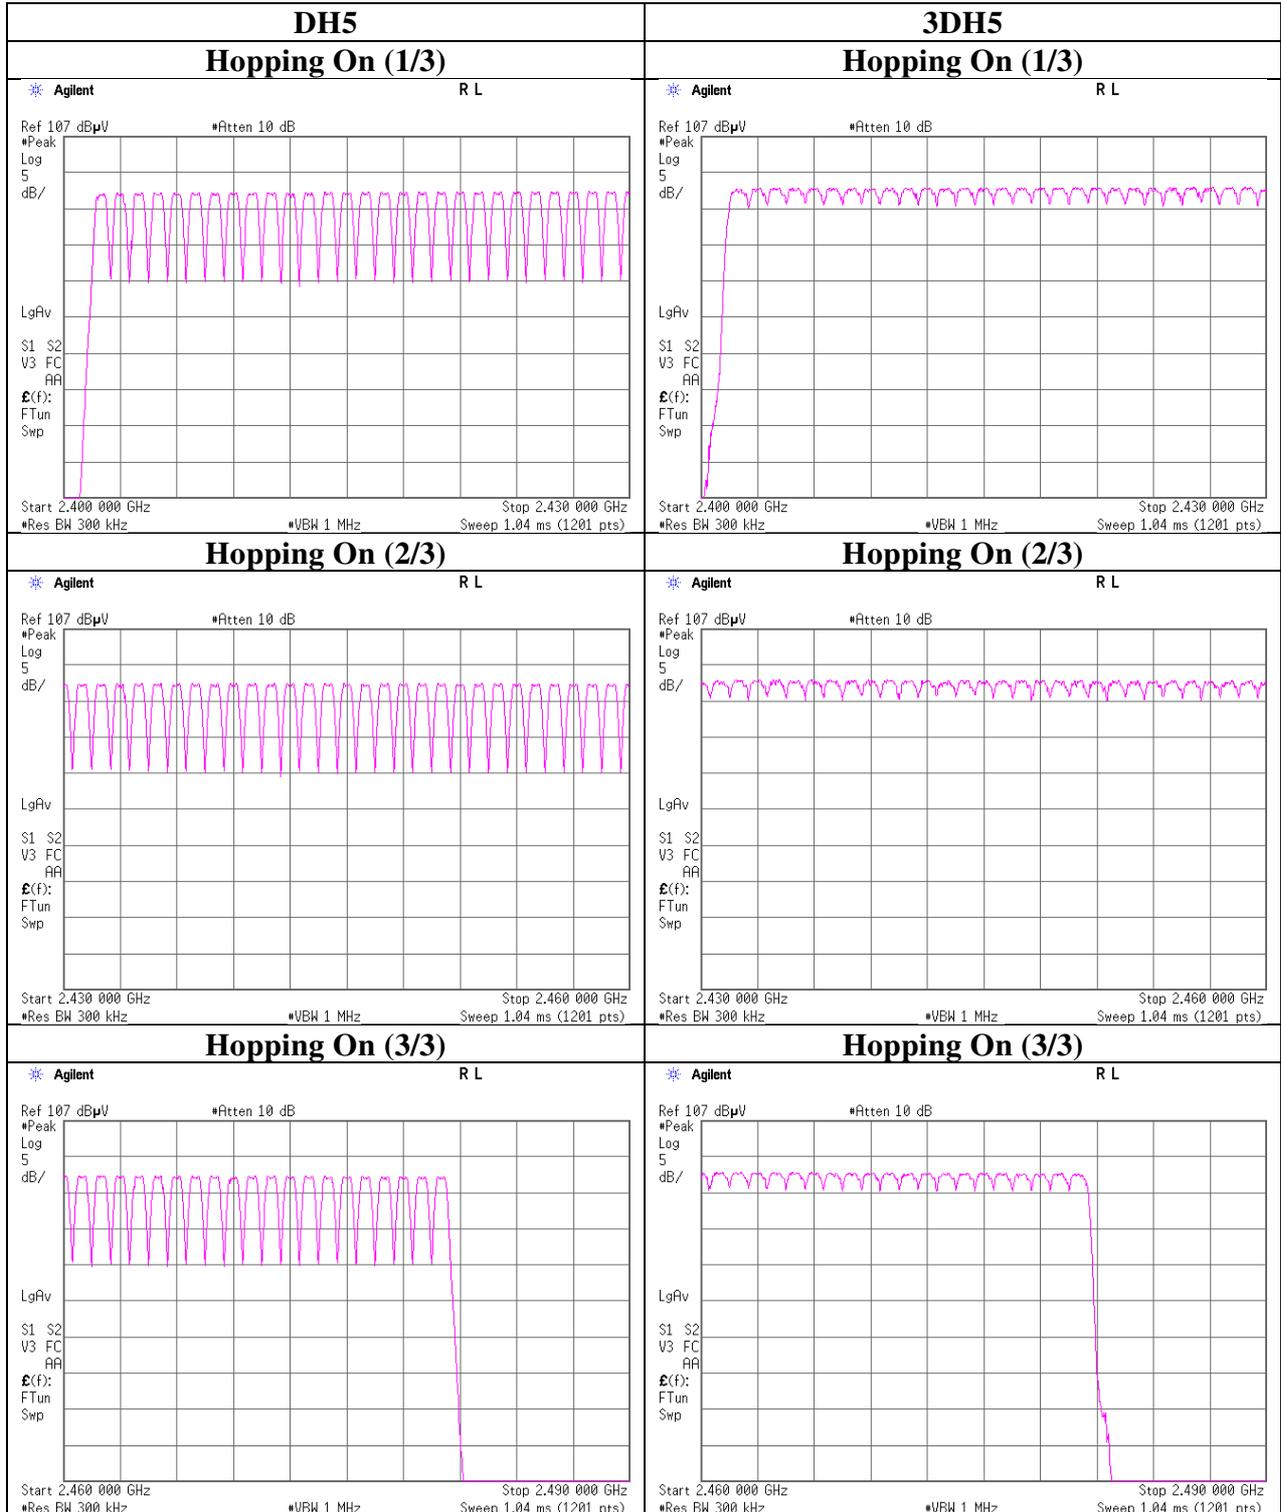 DH5
3DH5
Hopping On (1/3)
Hopping On (1/3)
Agilent R L
Ref 107 dBµV #Atten 10 dB
#Peak
Log
5
dB/
LgAv
S1 S2
V3 FC
AA
£(f):
FTun
Swp
Start 2.400 000 GHz Stop 2.430 000 GHz
#Res BW 300 kHz #VBW 1 MHz Sweep 1.04 ms (1201 pts)
Agilent R L
Ref 107 dBµV #Atten 10 dB
#Peak
Log
5
dB/
LgAv
S1 S2
V3 FC
AA
£(f):
FTun
Swp
Start 2.400 000 GHz Stop 2.430 000 GHz
#Res BW 300 kHz #VBW 1 MHz Sweep 1.04 ms (1201 pts)
Hopping On (2/3)
Hopping On (2/3)
Agilent R L
Ref 107 dBµV #Atten 10 dB
#Peak
Log
5
dB/
LgAv
S1 S2
V3 FC
AA
£(f):
FTun
Swp
Start 2.430 000 GHz Stop 2.460 000 GHz
#Res BW 300 kHz #VBW 1 MHz Sweep 1.04 ms (1201 pts)
Agilent R L
Ref 107 dBµV #Atten 10 dB
#Peak
Log
5
dB/
LgAv
S1 S2
V3 FC
AA
£(f):
FTun
Swp
Start 2.430 000 GHz Stop 2.460 000 GHz
#Res BW 300 kHz #VBW 1 MHz Sweep 1.04 ms (1201 pts)
Hopping On (3/3)
Hopping On (3/3)
Agilent R L
Ref 107 dBµV #Atten 10 dB
#Peak
Log
5
dB/
LgAv
S1 S2
V3 FC
AA
£(f):
FTun
Swp
Start 2.460 000 GHz Stop 2.490 000 GHz
#Res BW 300 kHz #VBW 1 MHz Sweep 1.04 ms (1201 pts)
Agilent R L
Ref 107 dBµV #Atten 10 dB
#Peak
Log
5
dB/
LgAv
S1 S2
V3 FC
AA
£(f):
FTun
Swp
Start 2.460 000 GHz Stop 2.490 000 GHz
#Res BW 300 kHz #VBW 1 MHz Sweep 1.04 ms (1201 pts)